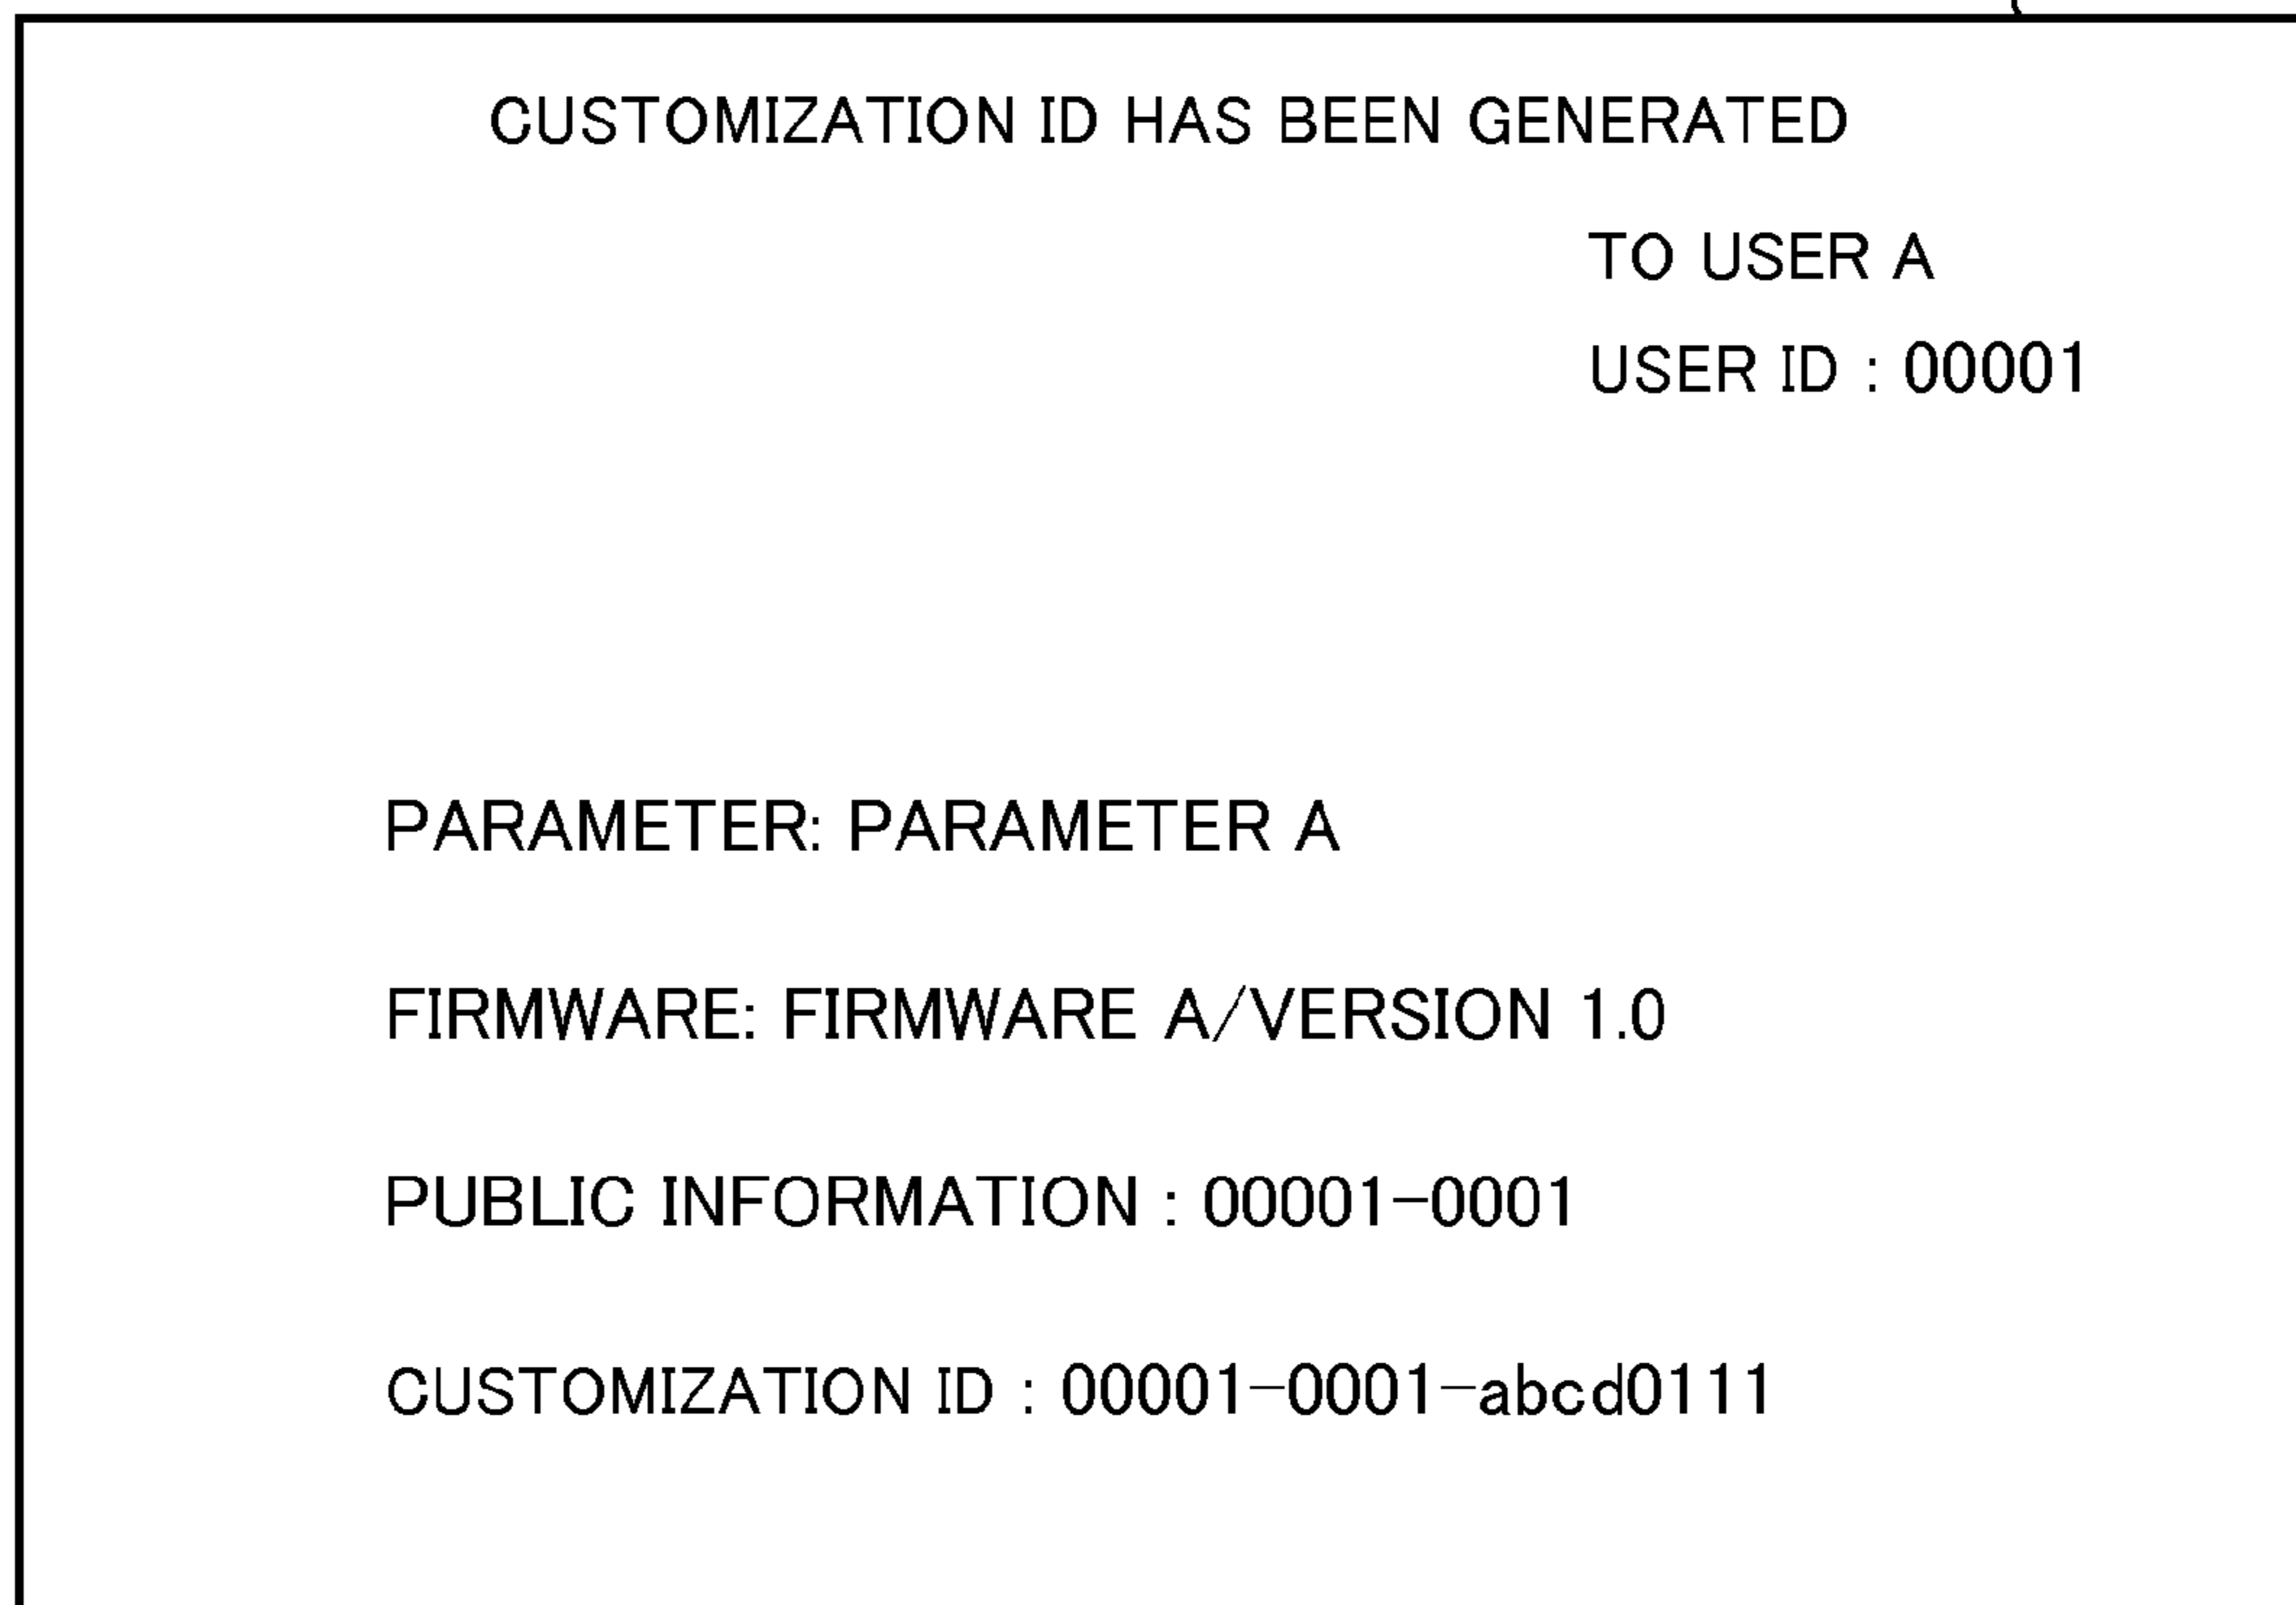 CUSTOMIZATION ID HAS BEEN GENERATED
TO USER A
USER ID : 00001
PARAMETER: PARAMETER A
FIRMWARE: FIRMWARE A/VERSION 1.0
PUBLIC INFORMATION : 00001-0001
CUSTOMIZATION ID : 00001-0001-abcd0111